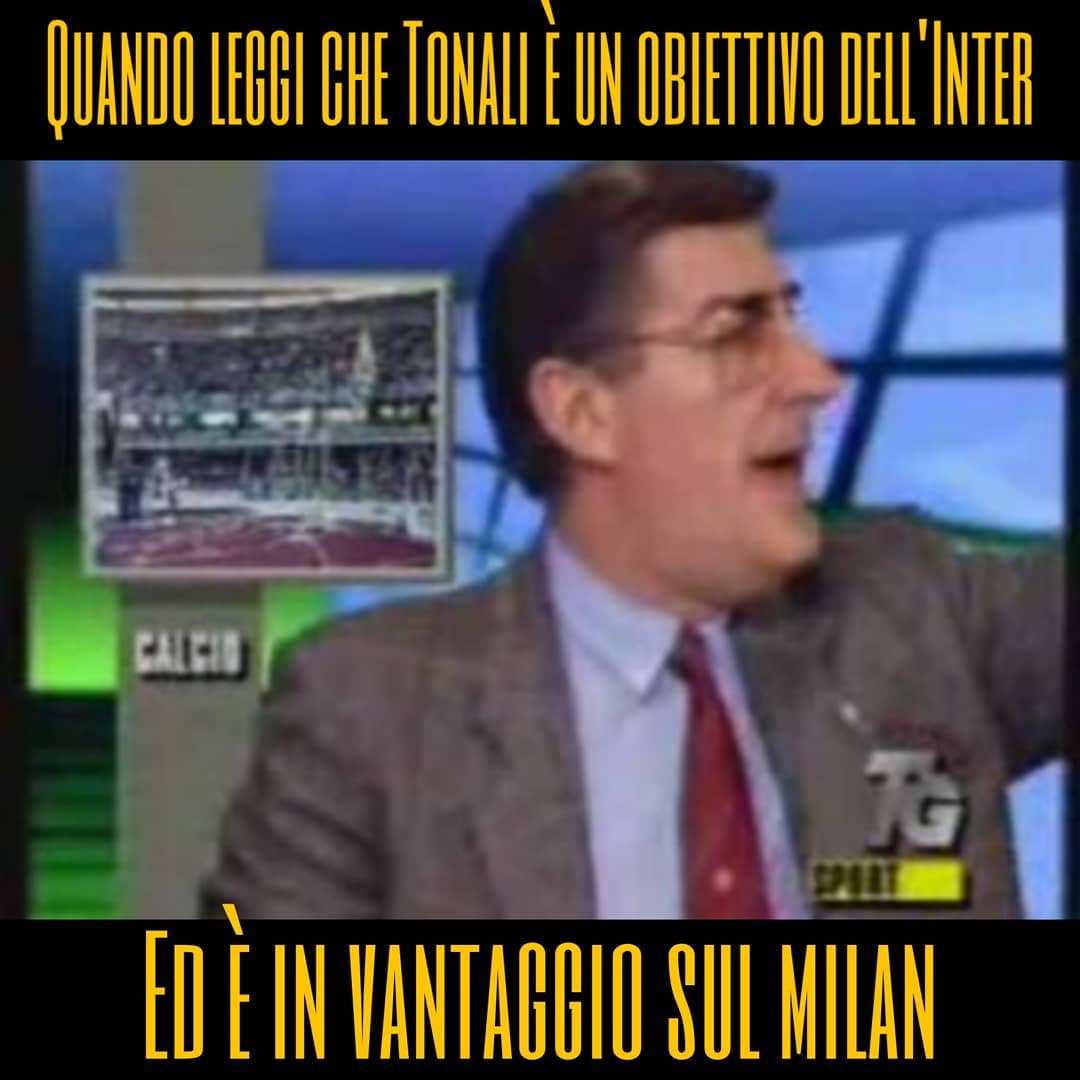 Quando leggi che Tonali è un obiettivo dell'Inter
CALCIO
TG
SPORT
Ed è in vantaggio sul milan